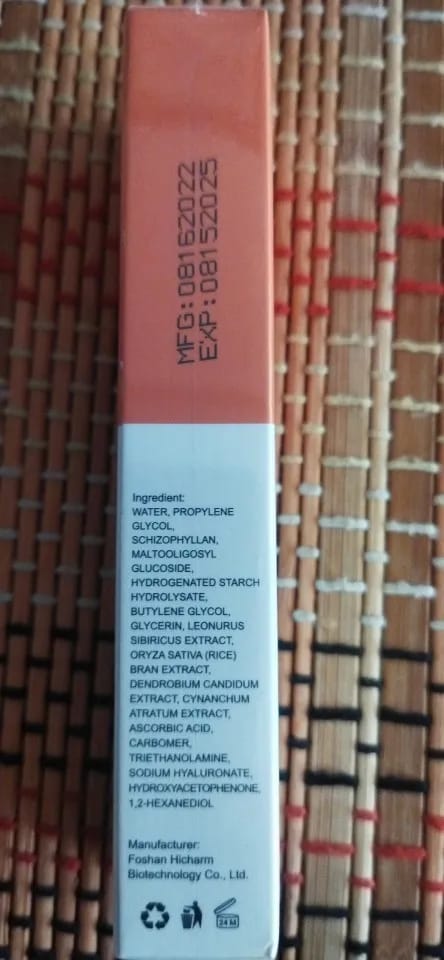 MFG:08162022
EXP:08152025
Ingredient:
WATER, PROPYLENE
GLYCOL,
SCHIZOPHYLLAN,
MALTOOLIGOSYL
GLUCOSIDE,
HYDROGENATED STARCH
HYDROLYSATE,
BUTYLENE GLYCOL,
GLYCERIN, LEONURUS
SIBIRICUS EXTRACT,
ORYZA SATIVA (RICE)
BRAN EXTRACT,
DENDROBIUM CANDIDUM
EXTRACT, CYNANCHUM
ATRATUM EXTRACT,
ASCORBIC ACID,
CARBOMER,
TRIETHANOLAMINE,
SODIUM HYALURONATE,
HYDROXYACETOPHENONE,
1,2-HEXANEDIOL
Manufacturer:
Foshan Hicharm
Biotechnology Co., Ltd.
24 M